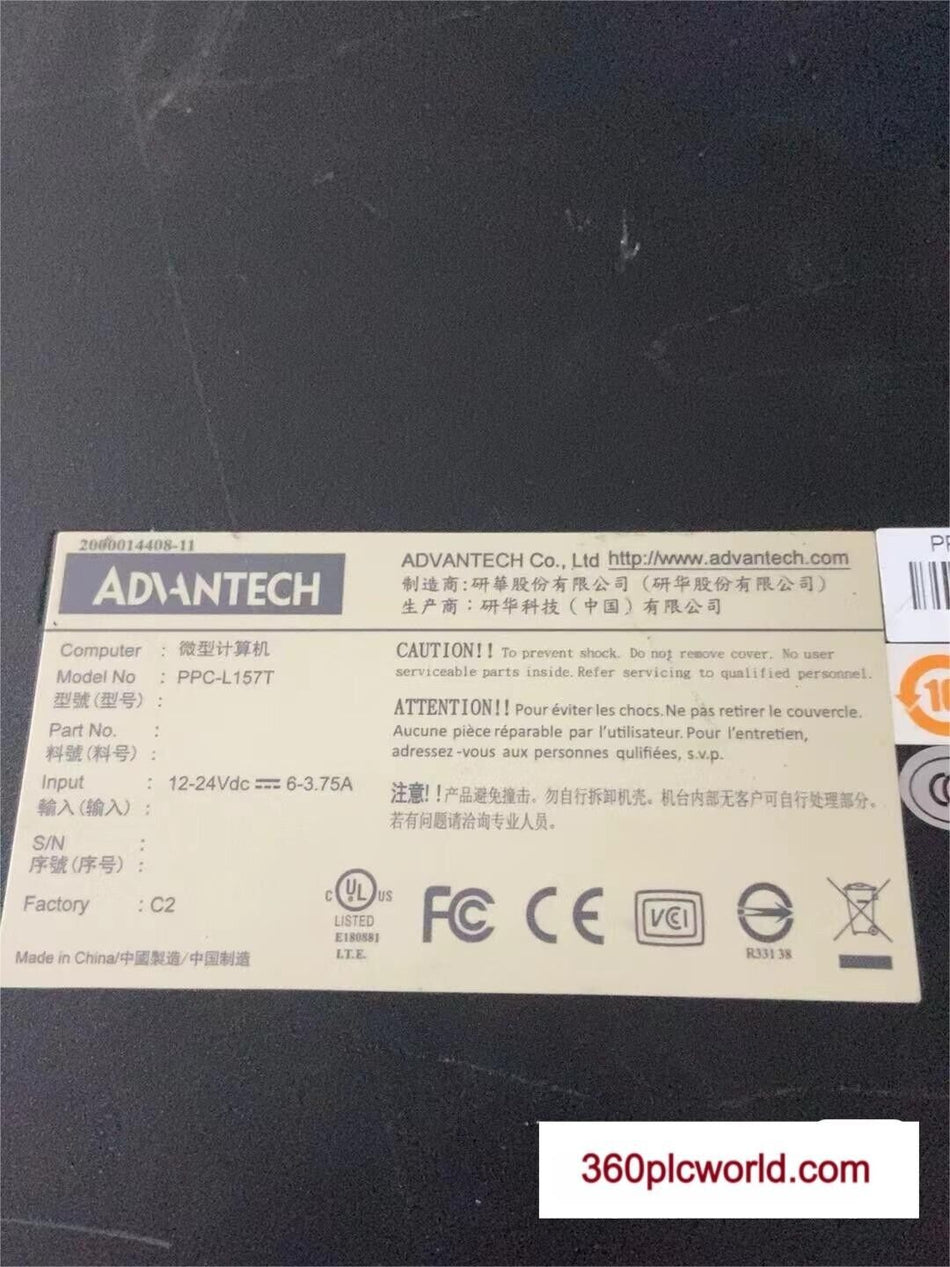 2000014408-11
ADVANTECH
ADVANTECH Co., Ltd http://www.advantech.com
制造商:研華股份有限公司（研华股份有限公司）
生产商：研华科技（中国）有限公司
Computer : 微型计算机
Model No : PPC-L157T
型號(型号) :
Part No. :
料號(料号) :
Input : 12-24Vdc ⎓ 6-3.75A
輸入(输入) :
S/N :
序號(序号) :
Factory : C2
Made in China/中國製造/中国制造
CAUTION!! To prevent shock. Do not remove cover. No user
serviceable parts inside. Refer servicing to qualified personnel.
ATTENTION!! Pour éviter les chocs.Ne pas retirer le couvercle.
Aucune pièce réparable par l'utilisateur. Pour l'entretien,
adressez -vous aux personnes qulifiées, s.v.p.
注意!!产品避免撞击。勿自行拆卸机壳。机台内部无客户可自行处理部分。
若有问题请洽询专业人员。
C UL US
LISTED
E180881
I.T.E.
FC
CE
VCI
R33138
10
360plcworld.com